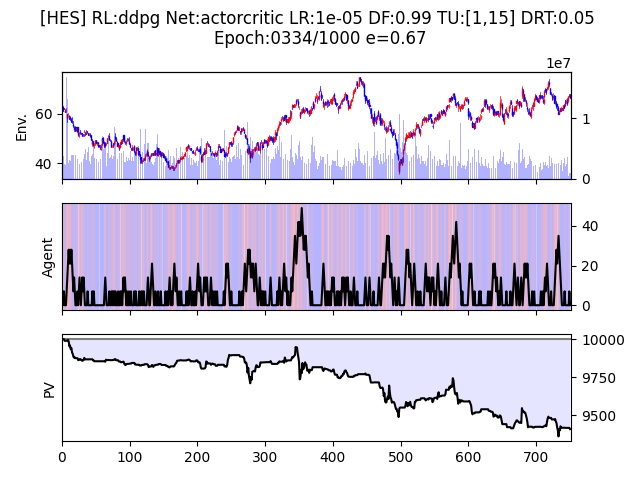 [HES] RL:ddpg Net:actorcritic LR:1e-05 DF:0.99 TU:[1,15] DRT:0.05
Epoch:0334/1000 e=0.67
1e7
Env.
60
40
1
0
Agent
40
20
0
PV
10000
9750
9500
0 100 200 300 400 500 600 700